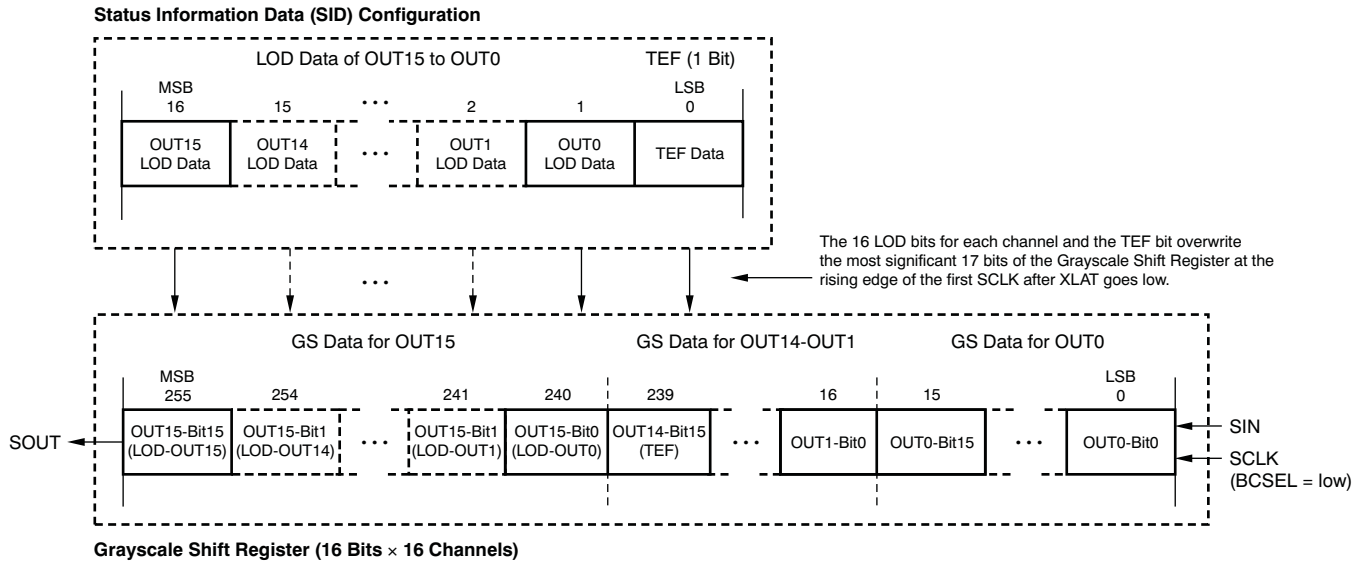 Status Information Data (SID) Configuration
LOD Data of OUT15 to OUT0
TEF (1 Bit)
MSB
LSB
16
15
...
2
1
0
OUT15
LOD Data
OUT14
LOD Data
...
OUT1
LOD Data
OUT0
LOD Data
TEF Data
The 16 LOD bits for each channel and the TEF bit overwrite
the most significant 17 bits of the Grayscale Shift Register at the
rising edge of the first SCLK after XLAT goes low.
...
GS Data for OUT15
GS Data for OUT14-OUT1
GS Data for OUT0
MSB
LSB
255
254
241
240
239
16
15
0
SOUT
OUT15-Bit15
(LOD-OUT15)
OUT15-Bit1
(LOD-OUT14)
...
OUT15-Bit1
(LOD-OUT1)
OUT15-Bit0
(LOD-OUT0)
OUT14-Bit15
(TEF)
...
OUT1-Bit0
OUT0-Bit15
...
OUT0-Bit0
SIN
SCLK
(BCSEL = low)
Grayscale Shift Register (16 Bits × 16 Channels)